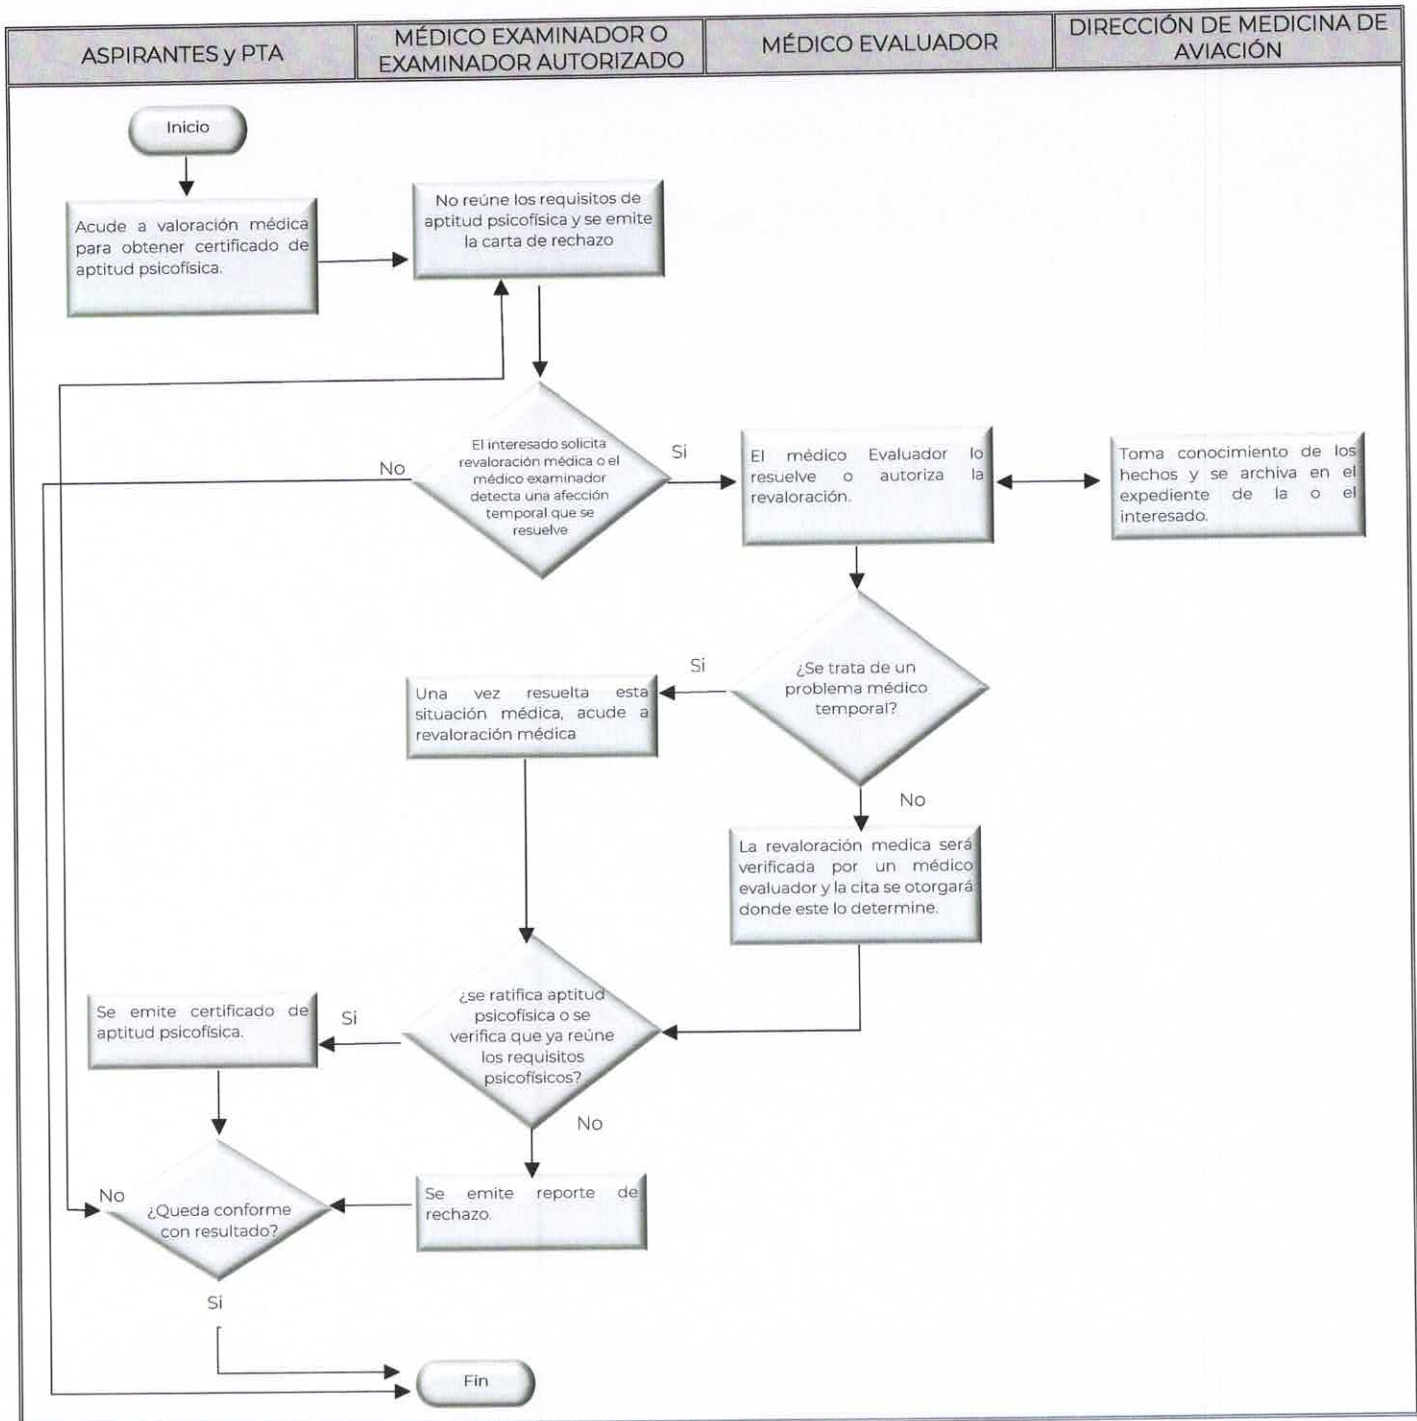 ASPIRANTES y PTA
MÉDICO EXAMINADOR O
EXAMINADOR AUTORIZADO
MÉDICO EVALUADOR
DIRECCIÓN DE MEDICINA DE
AVIACIÓN
Inicio
Acude a valoración médica
para obtener certificado de
aptitud psicofísica.
No reúne los requisitos de
aptitud psicofísica y se emite
la carta de rechazo
El interesado solicita
revaloración médica o el
médico examinador
detecta una afección
temporal que se
resuelve
No
Si
El médico Evaluador lo
resuelve o autoriza la
revaloración.
Toma conocimiento de los
hechos y se archiva en el
expediente de la o el
interesado.
¿Se trata de un
problema médico
temporal?
Si
Una vez resuelta esta
situación médica, acude a
revaloración médica
No
La revaloración medica será
verificada por un médico
evaluador y la cita se otorgará
donde este lo determine.
¿se ratifica aptitud
psicofísica o se
verifica que ya reúne
los requisitos
psicofísicos?
Si
Se emite certificado de
aptitud psicofísica.
No
Se emite reporte de
rechazo.
No
¿Queda conforme
con resultado?
Si
Fin